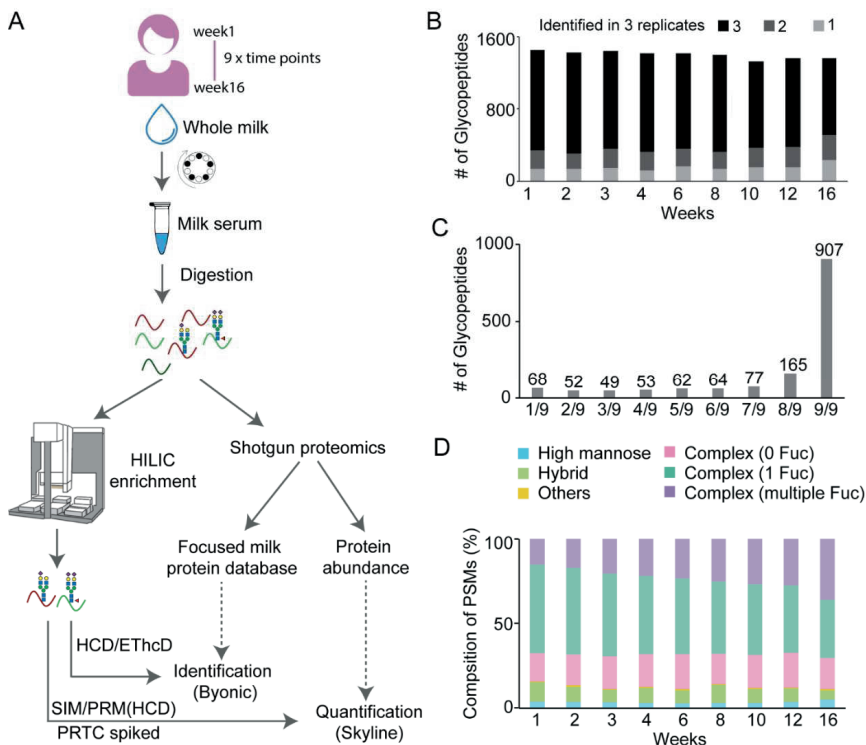 A
week1
9 x time points
week16
Whole milk
Milk serum
Digestion
HILIC
enrichment
Shotgun proteomics
Focused milk
protein database
Protein
abundance
HCD/EThcD
Identification
(Byonic)
SIM/PRM(HCD)
PRTC spiked
Quantification
(Skyline)
B
Identified in 3 replicates 3 2 1
# of Glycopeptides
1600
800
0
1 2 3 4 6 8 10 12 16
Weeks
C
# of Glycopeptides
1000
500
0
68 52 49 53 62 64 77 165 907
1/9 2/9 3/9 4/9 5/9 6/9 7/9 8/9 9/9
D
High mannose
Hybrid
Others
Complex (0 Fuc)
Complex (1 Fuc)
Complex (multiple Fuc)
Compsition of PSMs (%)
100
50
0
1 2 3 4 6 8 10 12 16
Weeks